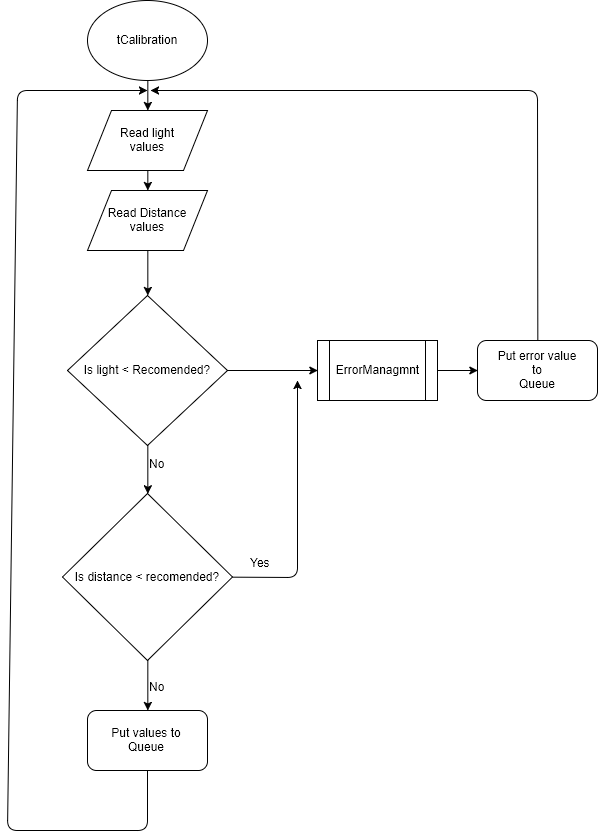 tCalibration
Read light
values
Read Distance
values
Is light < Recomended?
ErrorManagmnt
Put error value
to
Queue
No
Yes
Is distance < recomended?
No
Put values to
Queue